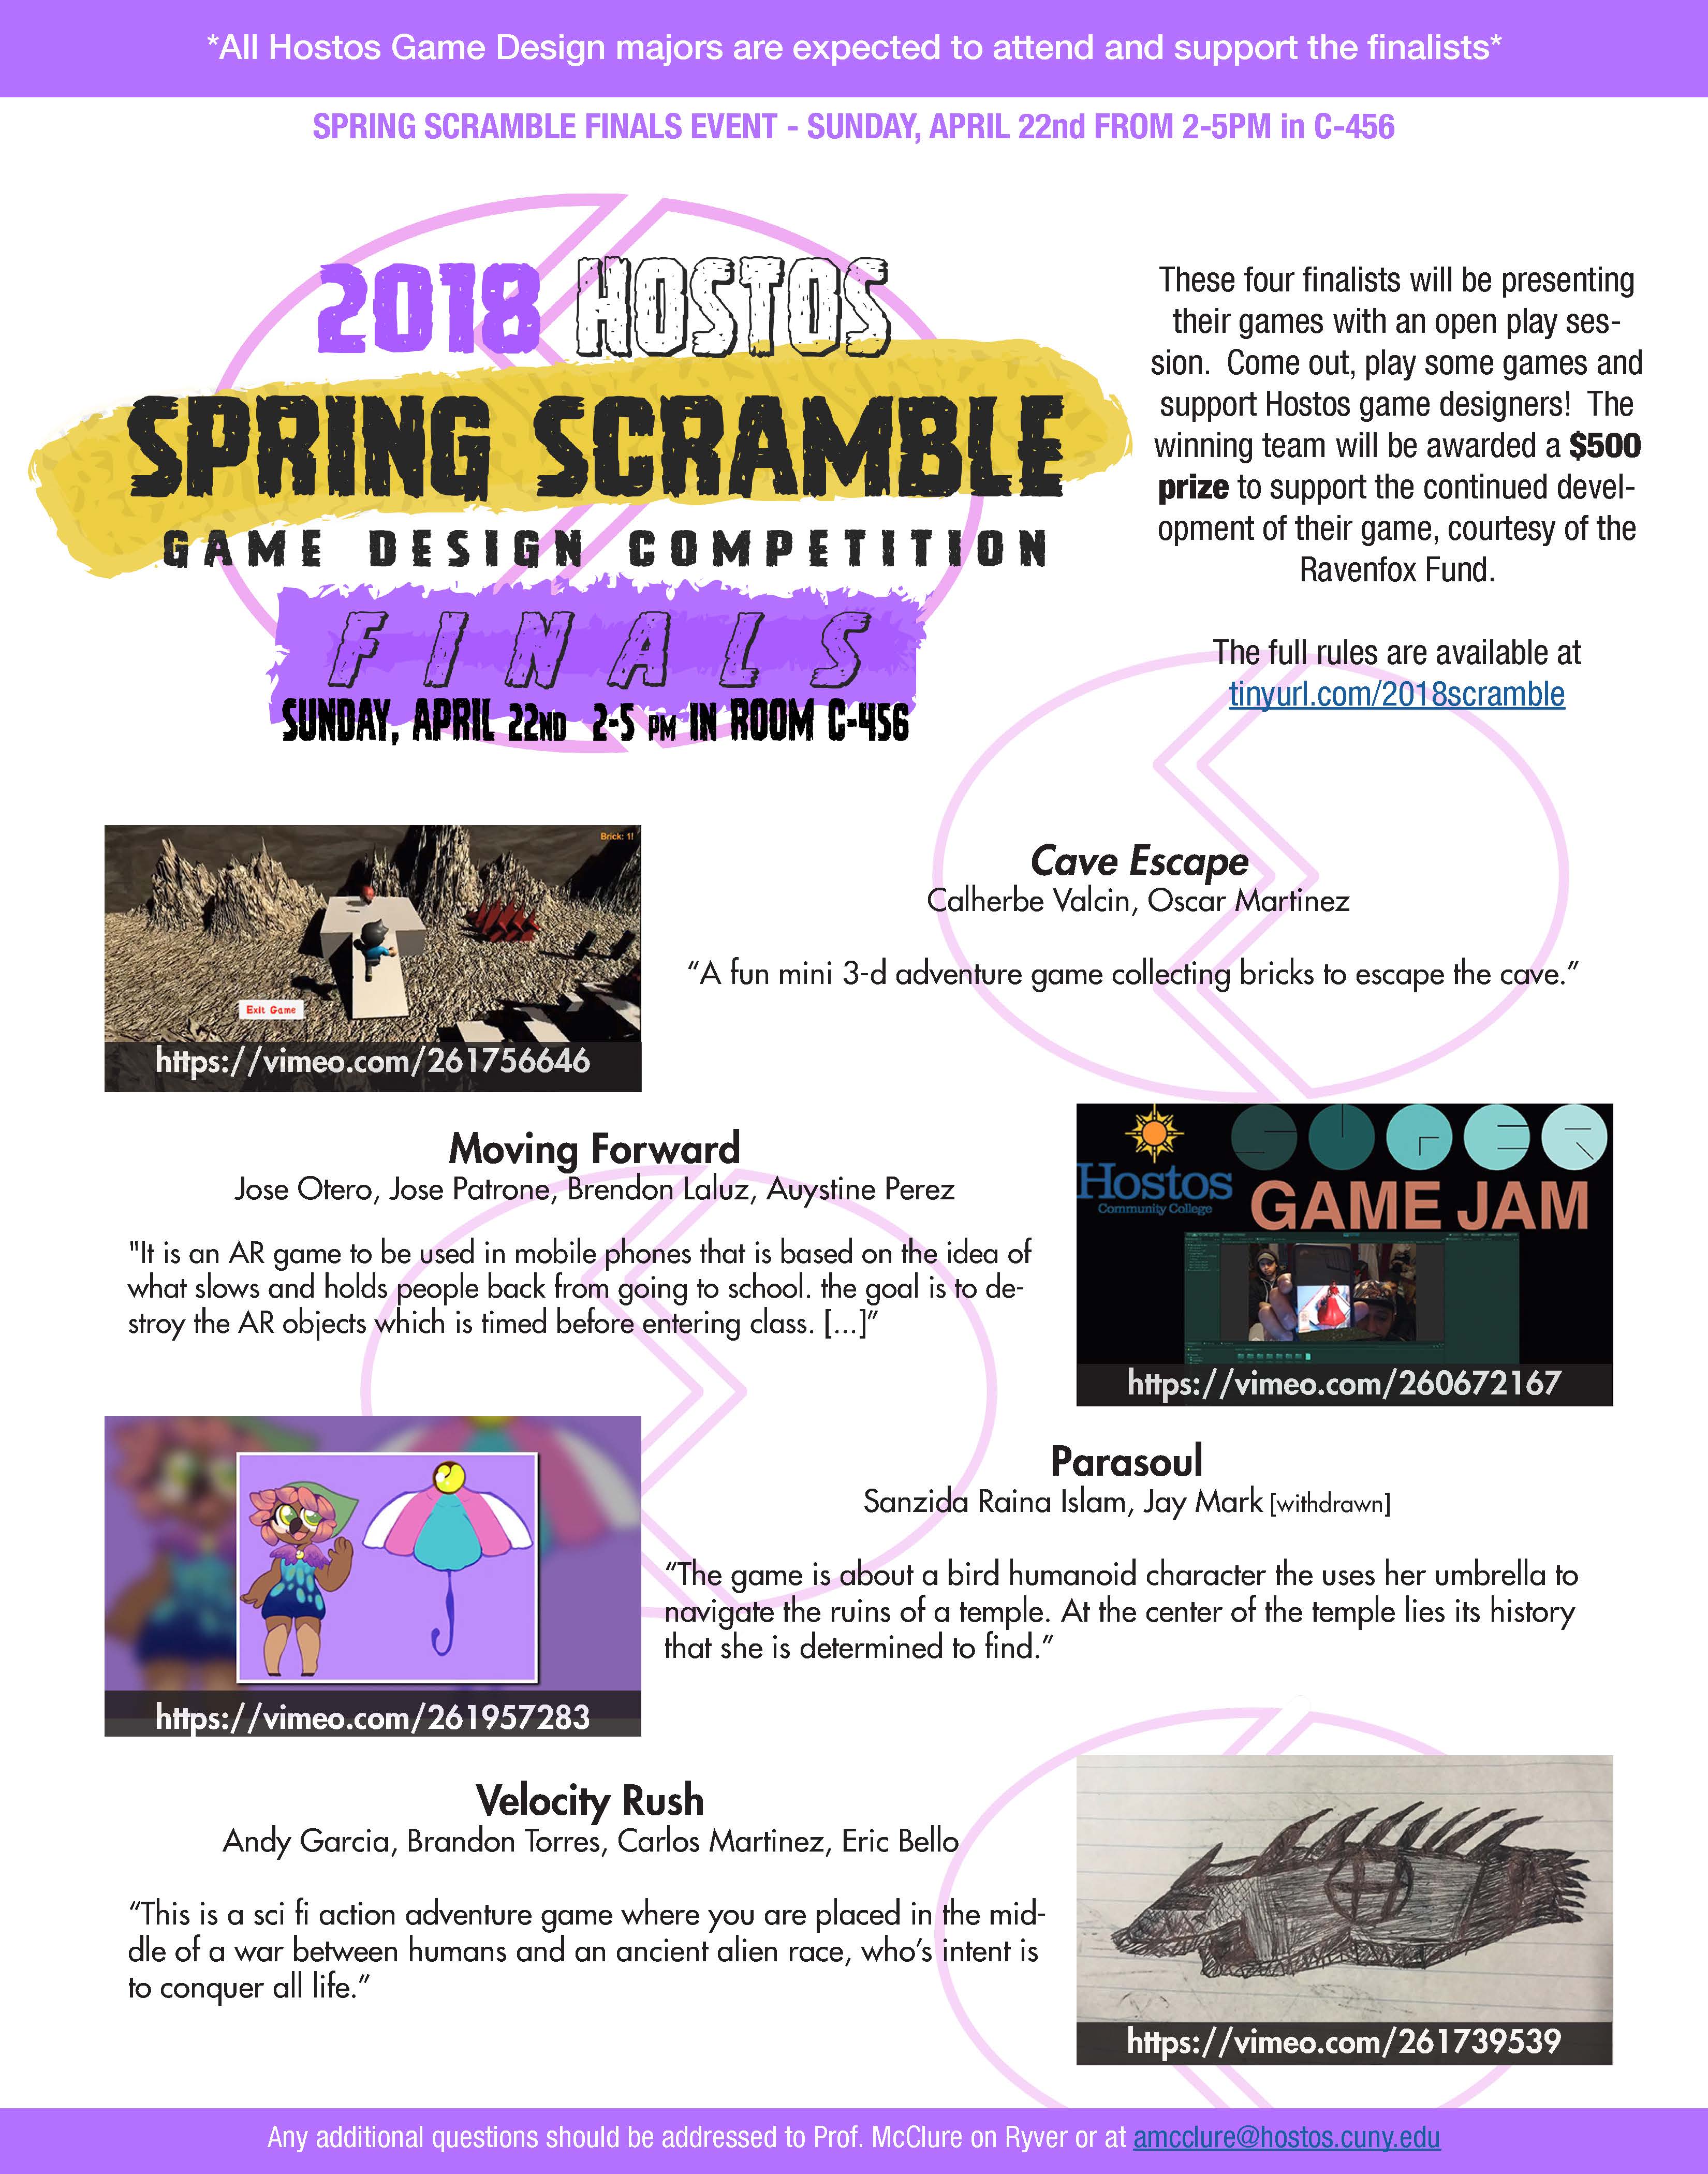 *All Hostos Game Design majors are expected to attend and support the finalists*
SPRING SCRAMBLE FINALS EVENT - SUNDAY, APRIL 22nd FROM 2-5PM in C-456
2018 HOSTOS
SPRING SCRAMBLE
GAME DESIGN COMPETITION
FINALS
SUNDAY, APRIL 22ND 2-5 PM IN ROOM C-456
These four finalists will be presenting
their games with an open play ses-
sion. Come out, play some games and
support Hostos game designers! The
winning team will be awarded a $500
prize to support the continued devel-
opment of their game, courtesy of the
Ravenfox Fund.
The full rules are available at
tinyurl.com/2018scramble
Brick: 1!
Exit Game
https://vimeo.com/261756646
Cave Escape
Calherbe Valcin, Oscar Martinez
“A fun mini 3-d adventure game collecting bricks to escape the cave.”
Moving Forward
Jose Otero, Jose Patrone, Brendon Laluz, Auystine Perez
"It is an AR game to be used in mobile phones that is based on the idea of
what slows and holds people back from going to school. the goal is to de-
stroy the AR objects which is timed before entering class. [...]”
Hostos
Community College
GAME JAM
https://vimeo.com/260672167
https://vimeo.com/261957283
Parasoul
Sanzida Raina Islam, Jay Mark [withdrawn]
“The game is about a bird humanoid character the uses her umbrella to
navigate the ruins of a temple. At the center of the temple lies its history
that she is determined to find.”
Velocity Rush
Andy Garcia, Brandon Torres, Carlos Martinez, Eric Bello
“This is a sci fi action adventure game where you are placed in the mid-
dle of a war between humans and an ancient alien race, who’s intent is
to conquer all life.”
https://vimeo.com/261739539
Any additional questions should be addressed to Prof. McClure on Ryver or at amcclure@hostos.cuny.edu